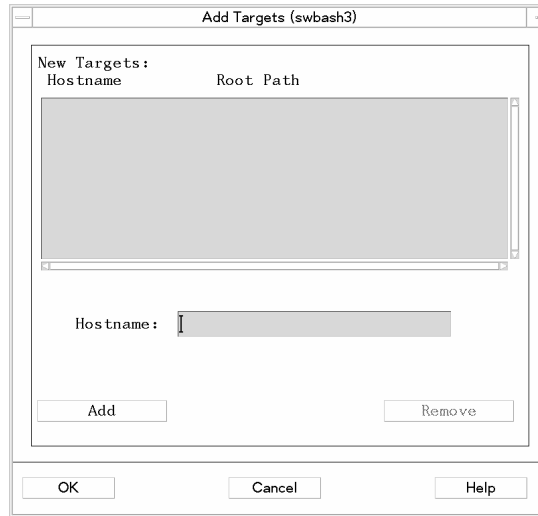 Add Targets (swbash3)
New Targets:
Hostname Root Path
Hostname:
Add Remove
OK Cancel Help